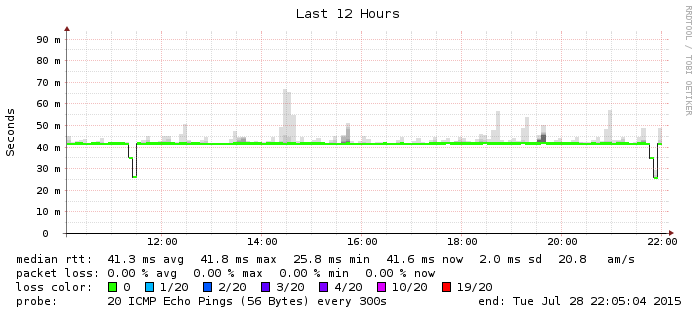 Last 12 Hours
RRDTOOL / TOBI OETIKER
Seconds
90 m
80 m
70 m
60 m
50 m
40 m
30 m
20 m
10 m
0
12:00 14:00 16:00 18:00 20:00 22:00
median rtt: 41.3 ms avg 41.8 ms max 25.8 ms min 41.6 ms now 2.0 ms sd 20.8 am/s
packet loss: 0.00 % avg 0.00 % max 0.00 % min 0.00 % now
loss color: 0 1/20 2/20 3/20 4/20 10/20 19/20
probe: 20 ICMP Echo Pings (56 Bytes) every 300s end: Tue Jul 28 22:05:04 2015